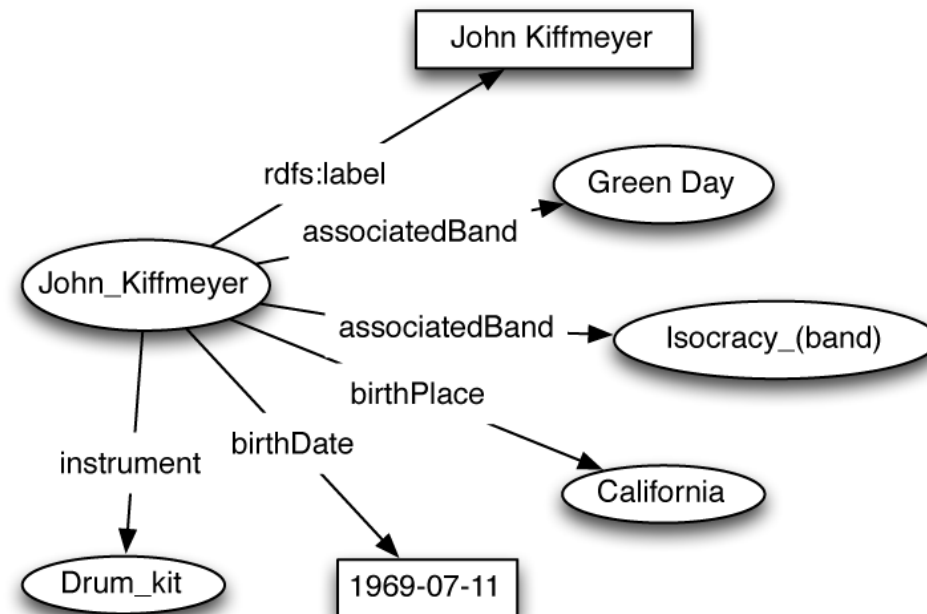 John Kiffmeyer
rdfs:label
Green Day
associatedBand
John_Kiffmeyer
associatedBand
Isocracy_(band)
birthPlace
birthDate
instrument
California
Drum_kit
1969-07-11